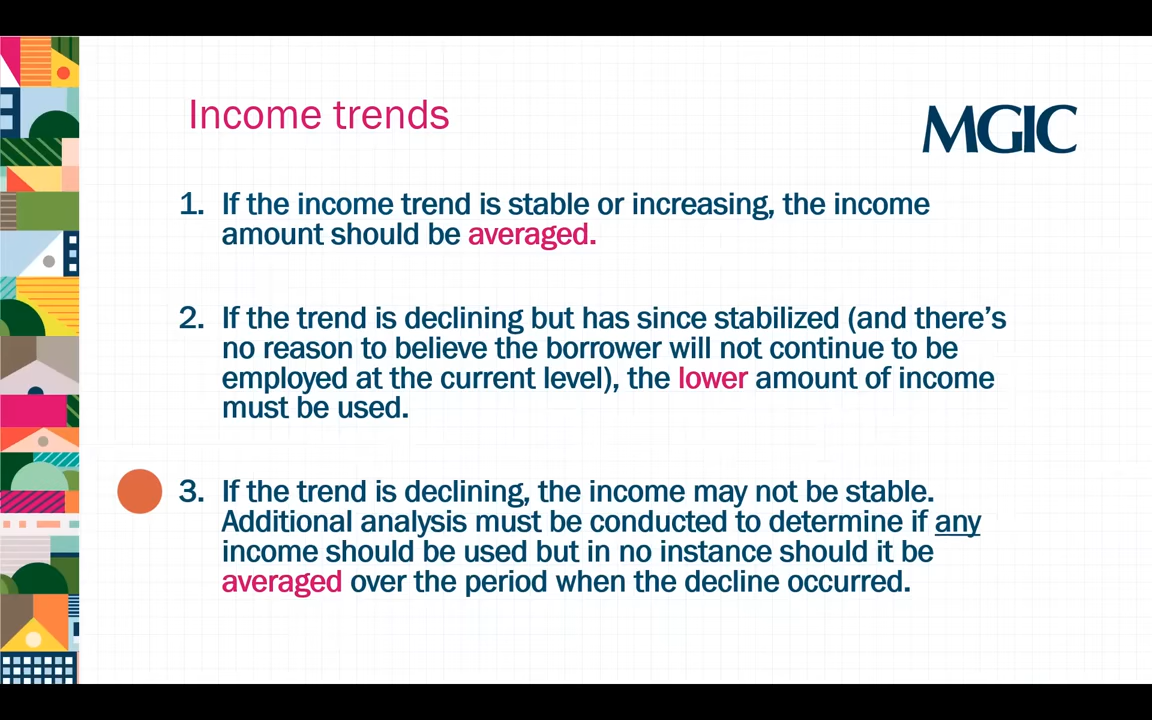 Income trends
MGIC
1. If the income trend is stable or increasing, the income
amount should be averaged.
2. If the trend is declining but has since stabilized (and there’s
no reason to believe the borrower will not continue to be
employed at the current level), the lower amount of income
must be used.
3. If the trend is declining, the income may not be stable.
Additional analysis must be conducted to determine if any
income should be used but in no instance should it be
averaged over the period when the decline occurred.